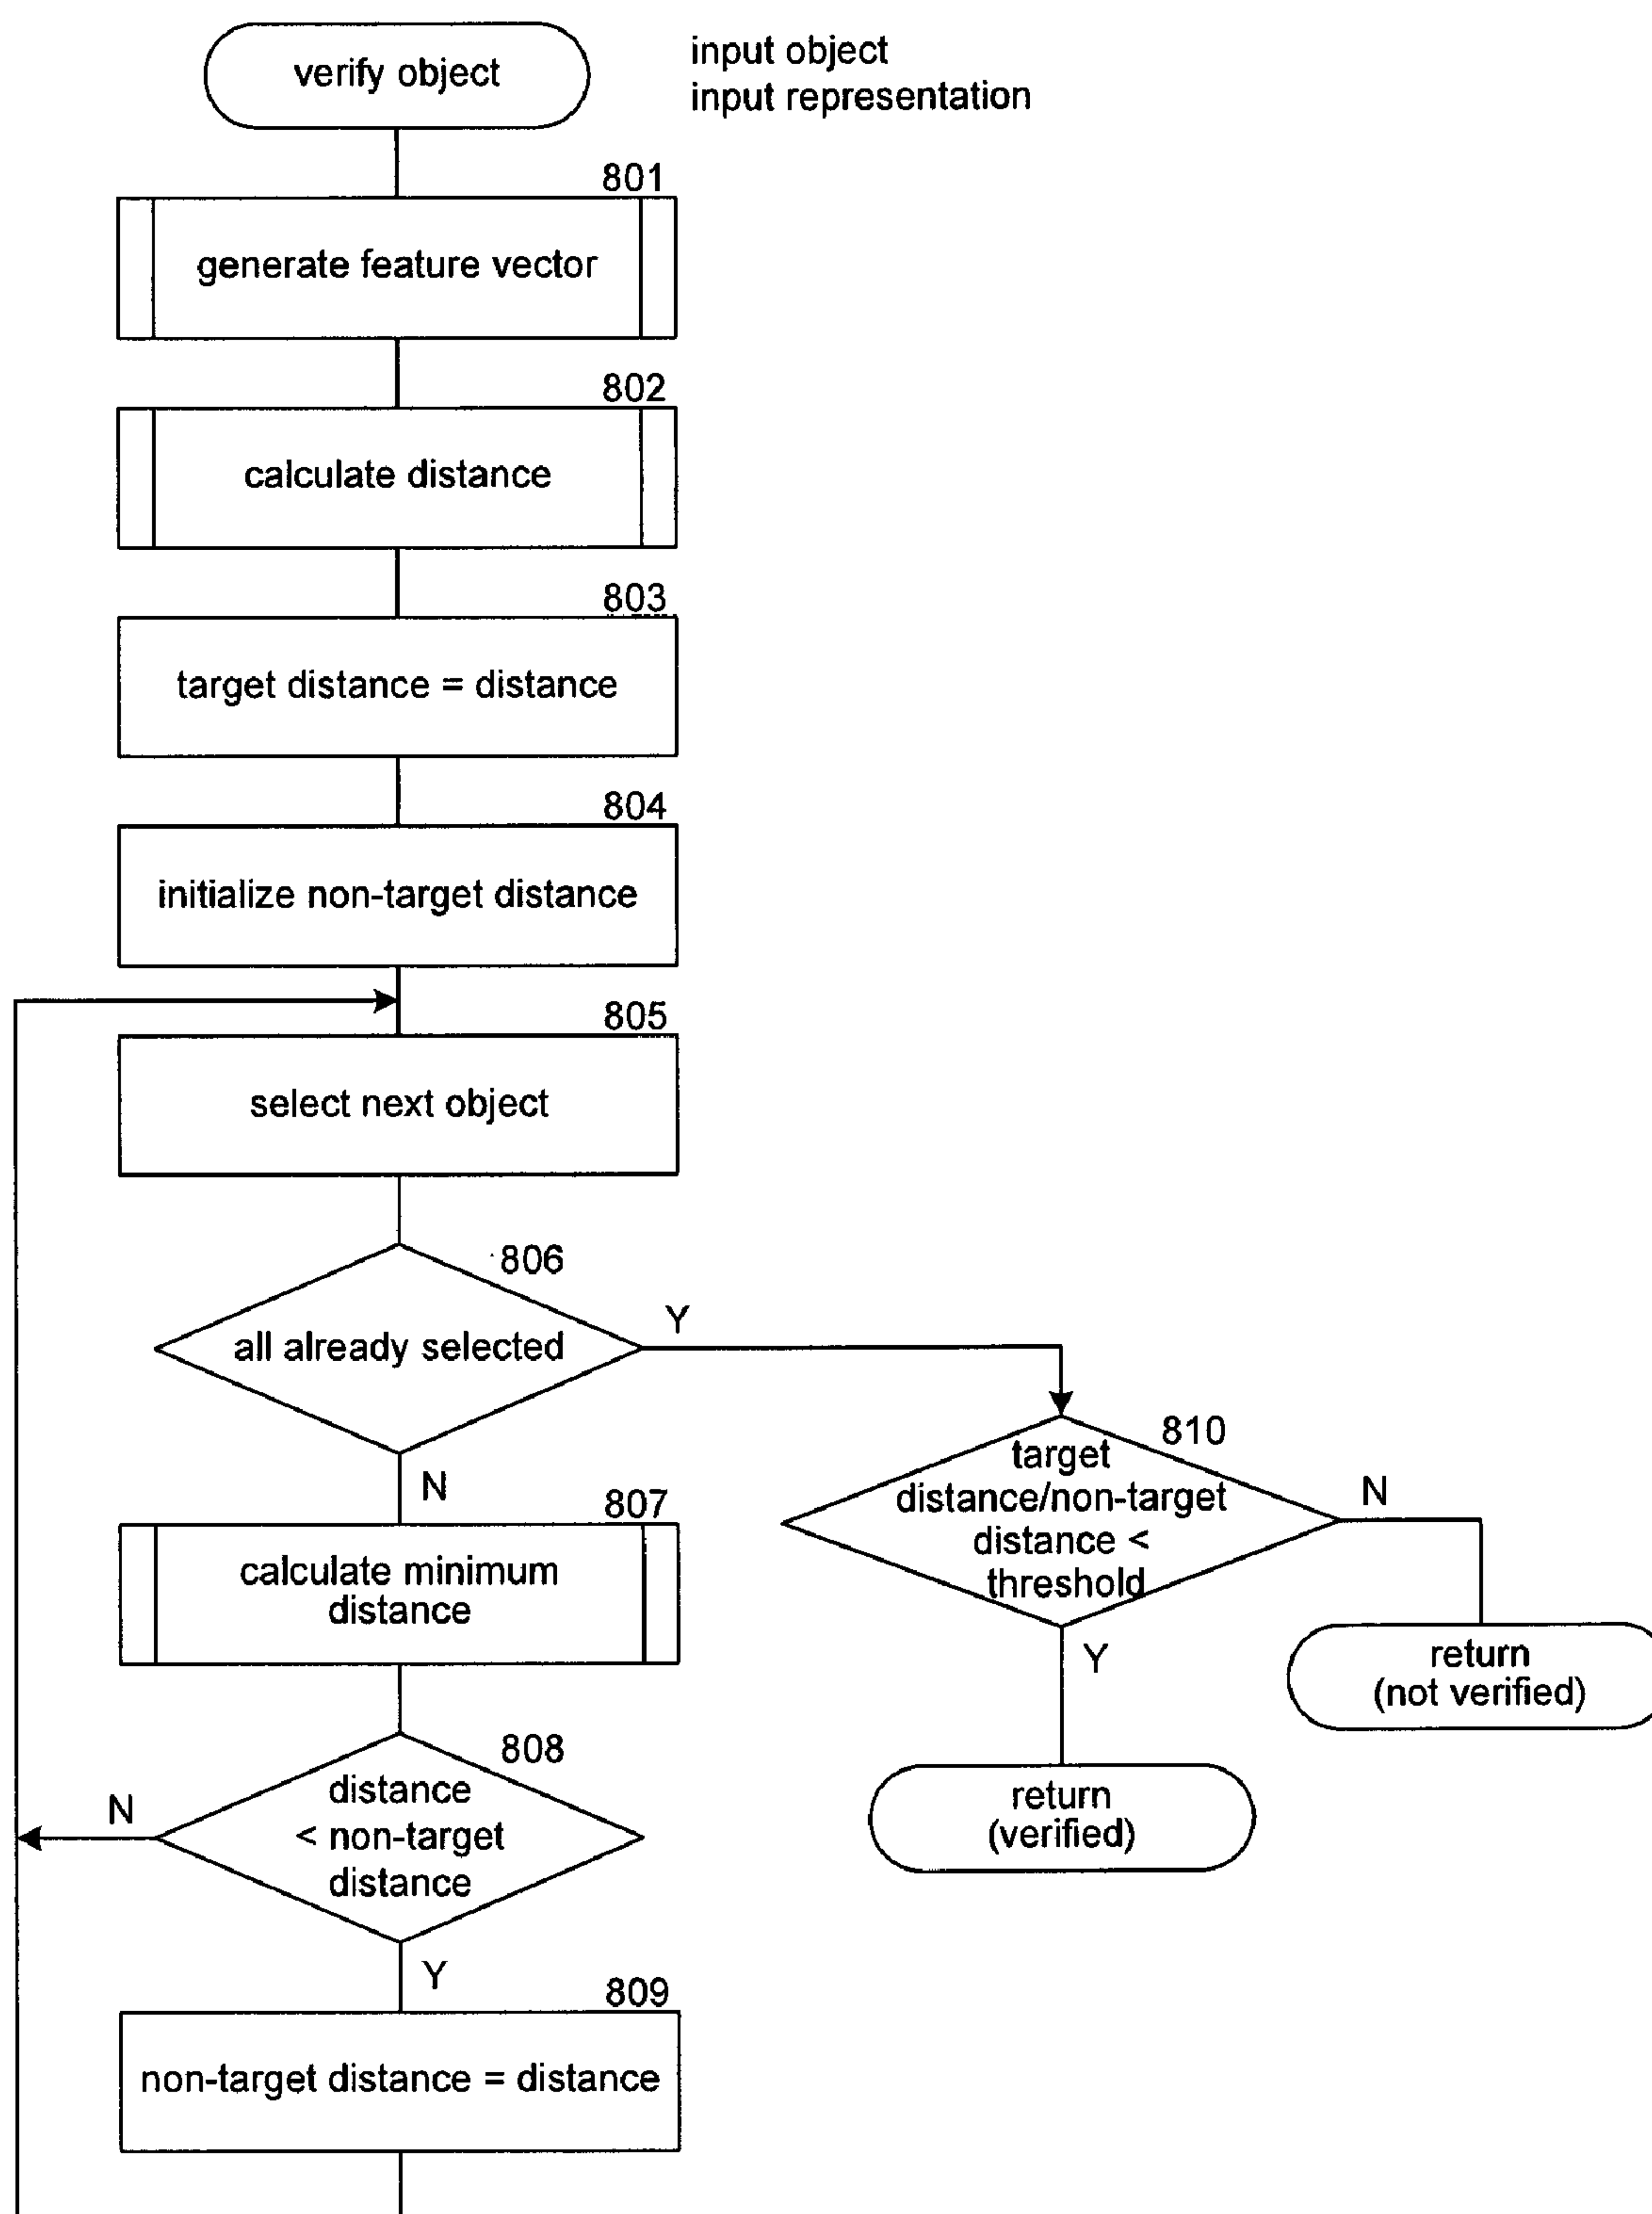 verify object
input object
input representation
801
generate feature vector
802
calculate distance
803
target distance = distance
804
initialize non-target distance
805
select next object
806
all already selected
Y
N
810
target
distance/non-target
distance <
threshold
N
Y
return
(not verified)
return
(verified)
807
calculate minimum
distance
808
distance
< non-target
distance
N
Y
809
non-target distance = distance